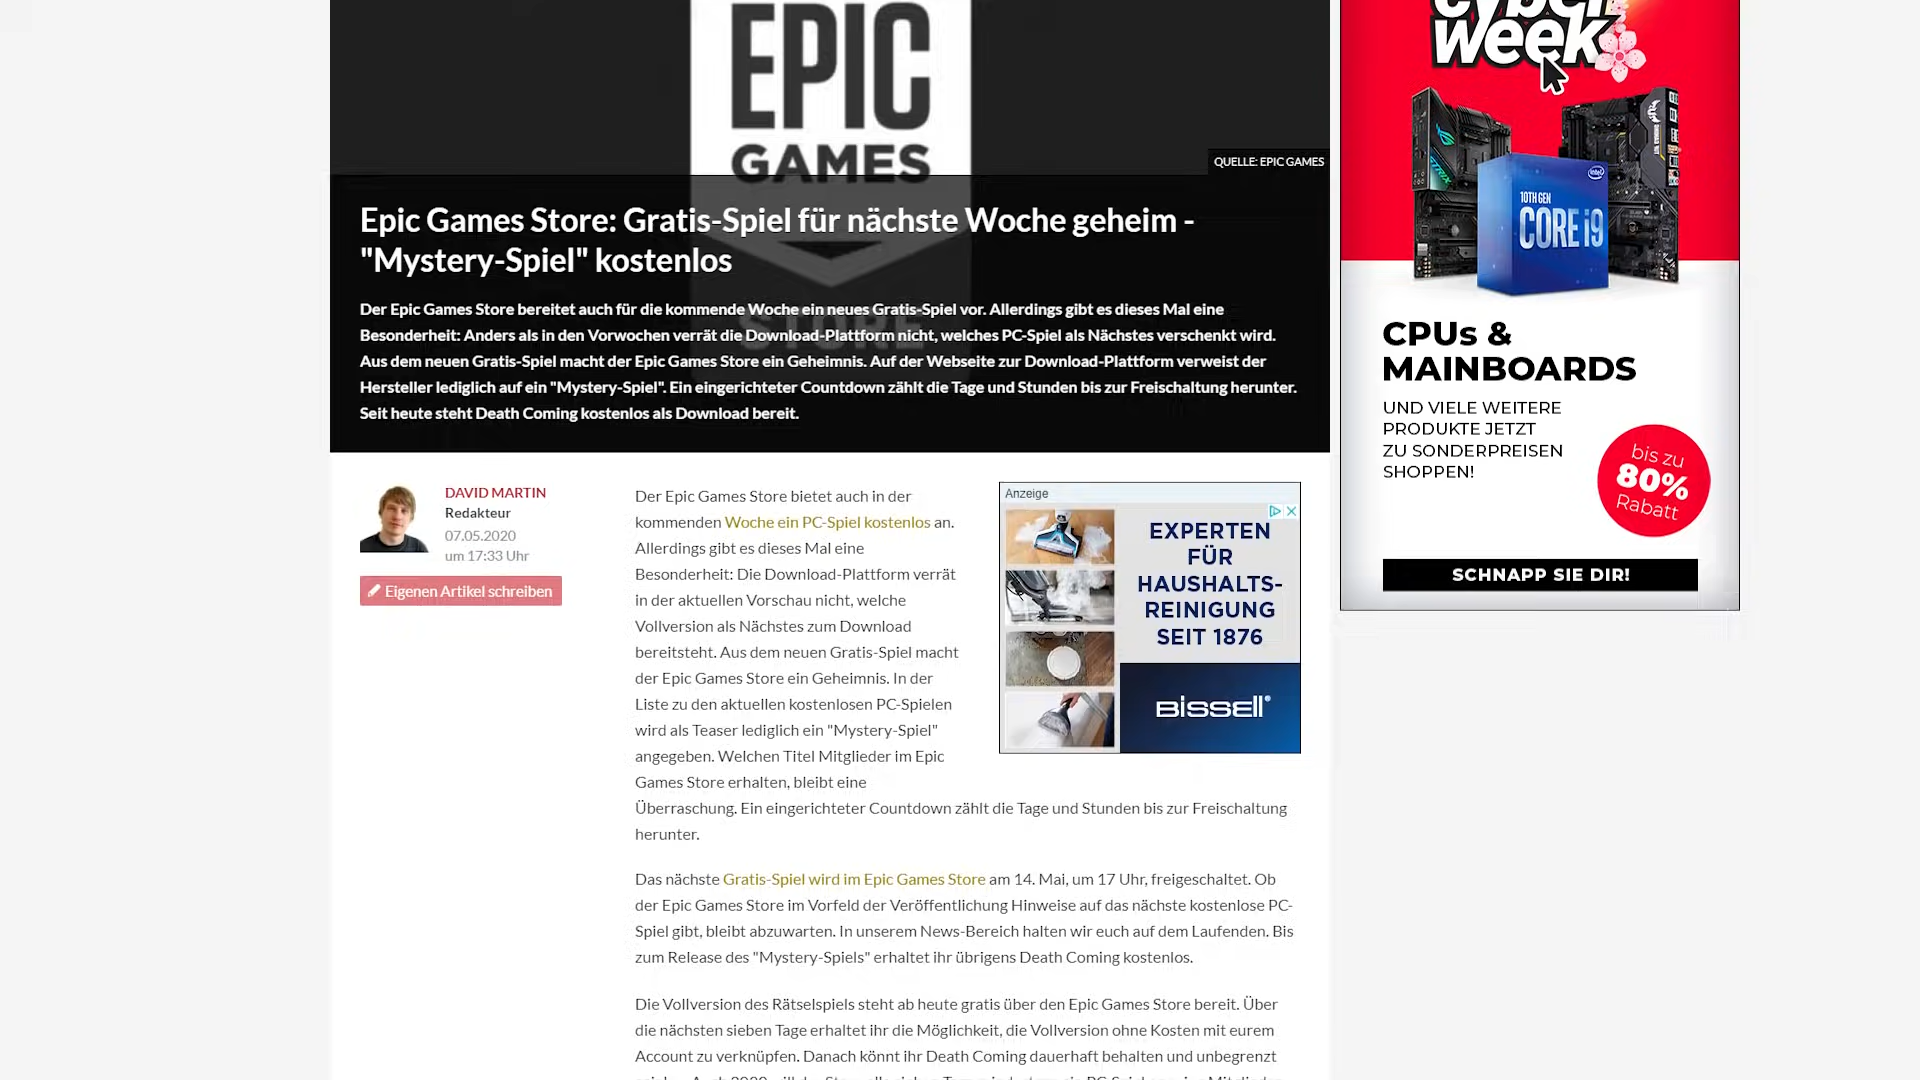 EPIC
GAMES
STORE
QUELLE: EPIC GAMES
Epic Games Store: Gratis-Spiel für nächste Woche geheim -
"Mystery-Spiel" kostenlos
Der Epic Games Store bereitet auch für die kommende Woche ein neues Gratis-Spiel vor. Allerdings gibt es dieses Mal eine
Besonderheit: Anders als in den Vorwochen verrät die Download-Plattform nicht, welches PC-Spiel als Nächstes verschenkt wird.
Aus dem neuen Gratis-Spiel macht der Epic Games Store ein Geheimnis. Auf der Webseite zur Download-Plattform verweist der
Hersteller lediglich auf ein "Mystery-Spiel". Ein eingerichteter Countdown zählt die Tage und Stunden bis zur Freischaltung herunter.
Seit heute steht Death Coming kostenlos als Download bereit.
DAVID MARTIN
Redakteur
07.05.2020
um 17:33 Uhr
Eigenen Artikel schreiben
Der Epic Games Store bietet auch in der
kommenden Woche ein PC-Spiel kostenlos an.
Allerdings gibt es dieses Mal eine
Besonderheit: Die Download-Plattform verrät
in der aktuellen Vorschau nicht, welche
Vollversion als Nächstes zum Download
bereitsteht. Aus dem neuen Gratis-Spiel macht
der Epic Games Store ein Geheimnis. In der
Liste zu den aktuellen kostenlosen PC-Spielen
wird als Teaser lediglich ein "Mystery-Spiel"
angegeben. Welchen Titel Mitglieder im Epic
Games Store erhalten, bleibt eine
Überraschung. Ein eingerichteter Countdown zählt die Tage und Stunden bis zur Freischaltung
herunter.
Das nächste Gratis-Spiel wird im Epic Games Store am 14. Mai, um 17 Uhr, freigeschaltet. Ob
der Epic Games Store im Vorfeld der Veröffentlichung Hinweise auf das nächste kostenlose PC-
Spiel gibt, bleibt abzuwarten. In unserem News-Bereich halten wir euch auf dem Laufenden. Bis
zum Release des "Mystery-Spiels" erhaltet ihr übrigens Death Coming kostenlos.
Die Vollversion des Rätselspiels steht ab heute gratis über den Epic Games Store bereit. Über
die nächsten sieben Tage erhaltet ihr die Möglichkeit, die Vollversion ohne Kosten mit eurem
Account zu verknüpfen. Danach könnt ihr Death Coming dauerhaft behalten und unbegrenzt
Anzeige
EXPERTEN
FÜR
HAUSHALTS-
REINIGUNG
SEIT 1876
BISSELL
cyber
week
STRIX
intel
10TH GEN
CORE i9
CPUs &
MAINBOARDS
UND VIELE WEITERE
PRODUKTE JETZT
ZU SONDERPREISEN
SHOPPEN!
bis zu
80%
Rabatt
SCHNAPP SIE DIR!